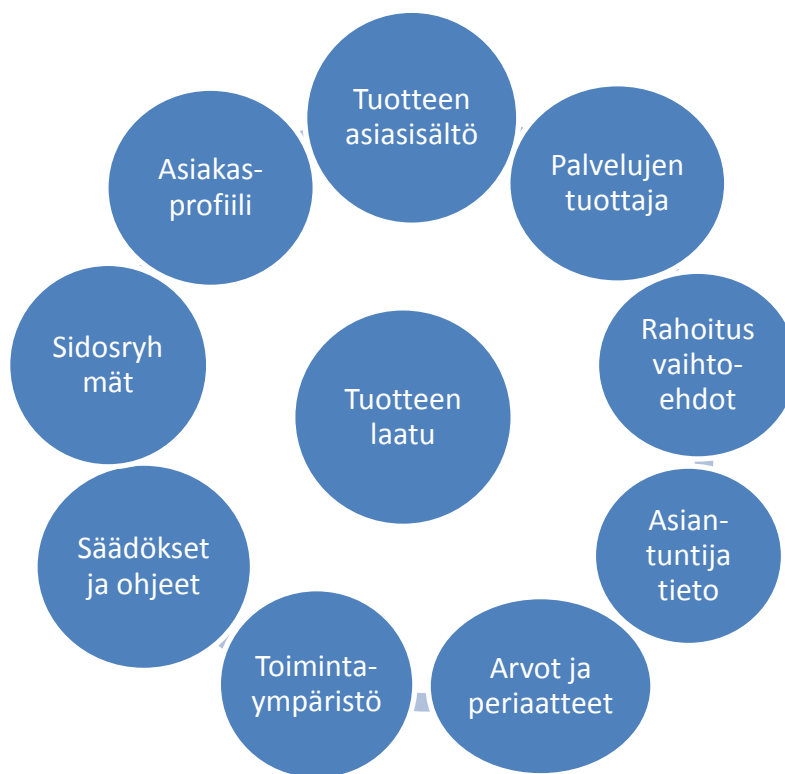 Tuotteen
asiasisältö
Palvelujen
tuottaja
Rahoitus
vaihto-
ehdot
Asian-
tuntija
tieto
Arvot ja
periaatteet
Toiminta-
ympäristö
Säädökset
ja ohjeet
Sidosryh
mät
Asiakas-
profiili
Tuotteen
laatu